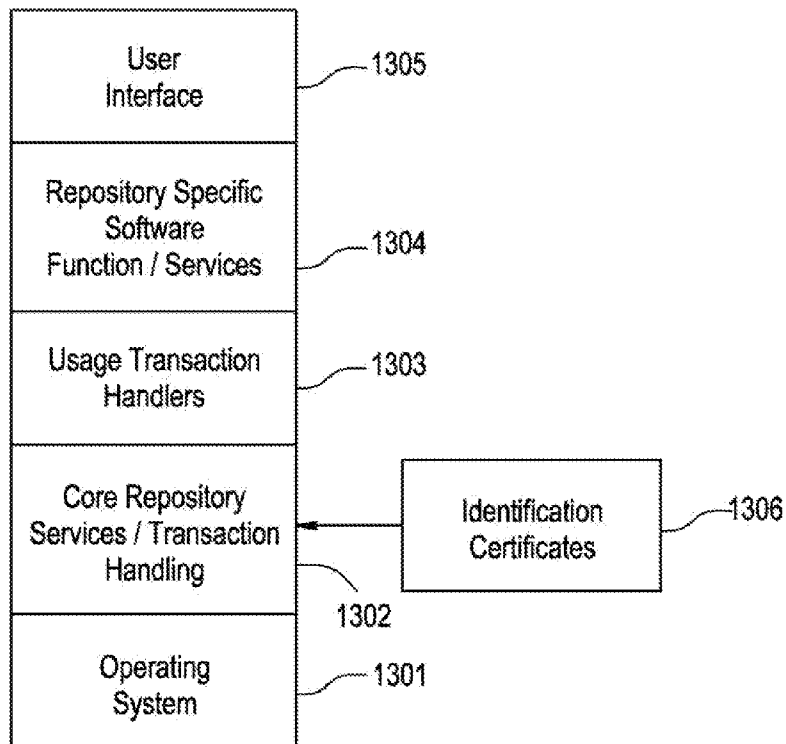 User
Interface
1305
Repository Specific
Software
Function / Services
1304
Usage Transaction
Handlers
1303
Core Repository
Services / Transaction
Handling
1302
Identification
Certificates
1306
Operating
System
1301